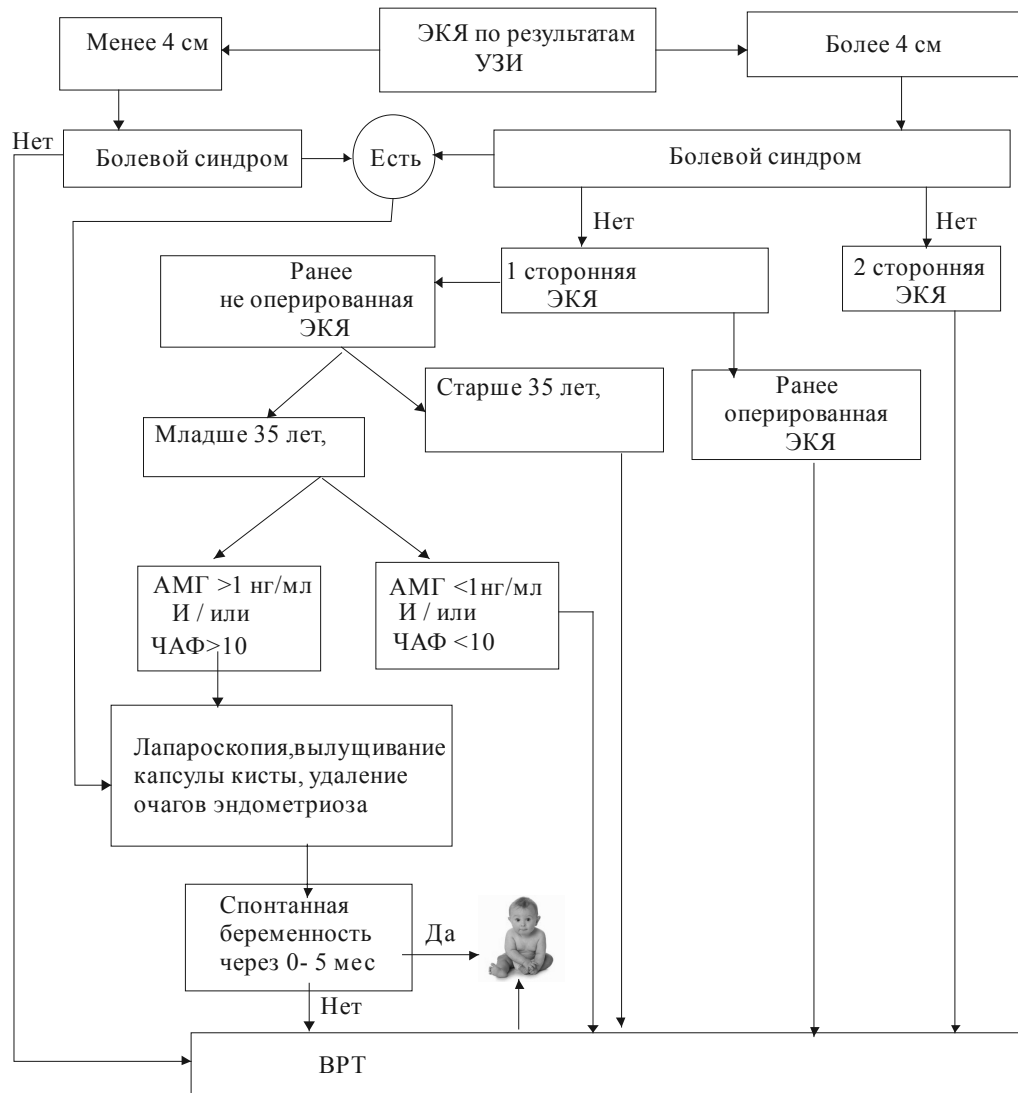 Менее 4 см
ЭКЯ по результатам
УЗИ
Более 4 см
Нет
Болевой синдром
Есть
Болевой синдром
Нет
Нет
Ранее
не оперированная
ЭКЯ
1 сторонняя
ЭКЯ
2 сторонняя
ЭКЯ
Младше 35 лет,
Старше 35 лет,
Ранее
оперированная
ЭКЯ
АМГ >1 нг/мл
И / или
ЧАФ>10
АМГ <1нг/мл
И / или
ЧАФ <10
Лапароскопия,вылущивание
капсулы кисты, удаление
очагов эндометриоза
Спонтанная
беременность
через 0- 5 мес
Да
Нет
ВРТ